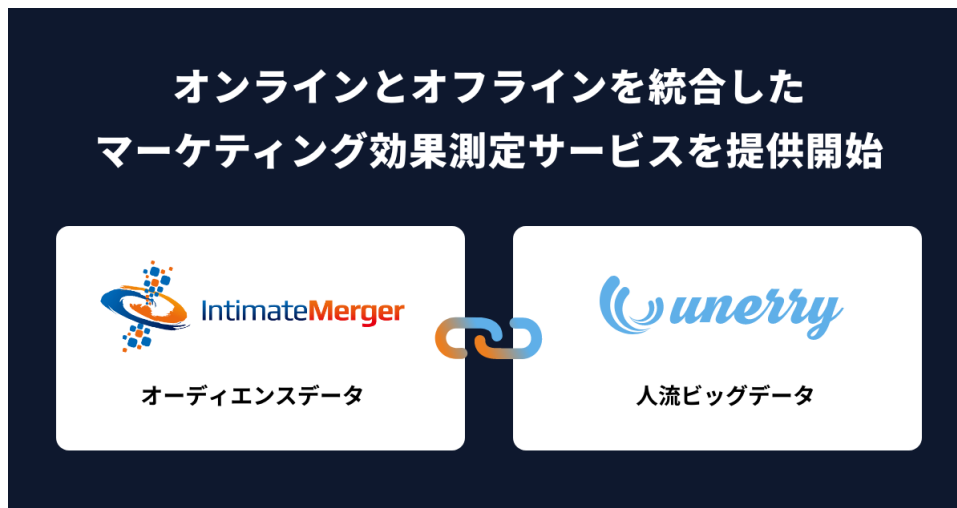 オンラインとオフラインを統合した
マーケティング効果測定サービスを提供開始
IntimateMerger
unerry
オーディエンスデータ
人流ビッグデータ